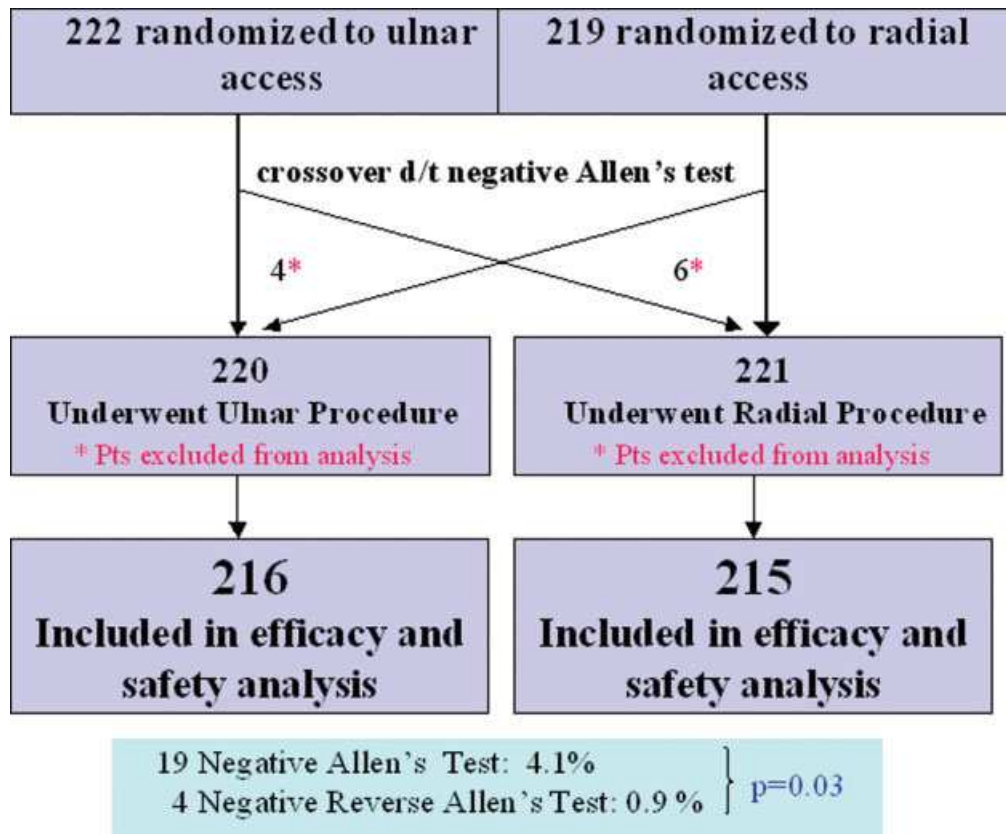 222 randomized to ulnar
access
219 randomized to radial
access
crossover d/t negative Allen's test
4*
6*
220
Underwent Ulnar Procedure
* Pts excluded from analysis
221
Underwent Radial Procedure
* Pts excluded from analysis
216
Included in efficacy and
safety analysis
215
Included in efficacy and
safety analysis
19 Negative Allen's Test: 4.1%
4 Negative Reverse Allen's Test: 0.9 %
p=0.03